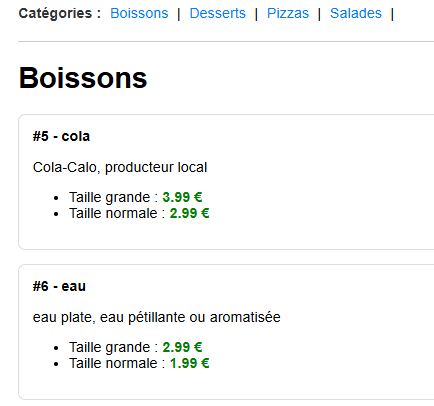 Catégories : Boissons | Desserts | Pizzas | Salades |
Boissons
#5 - cola
Cola-Calo, producteur local
• Taille grande : 3.99 €
• Taille normale : 2.99 €
#6 - eau
eau plate, eau pétillante ou aromatisée
• Taille grande : 2.99 €
• Taille normale : 1.99 €